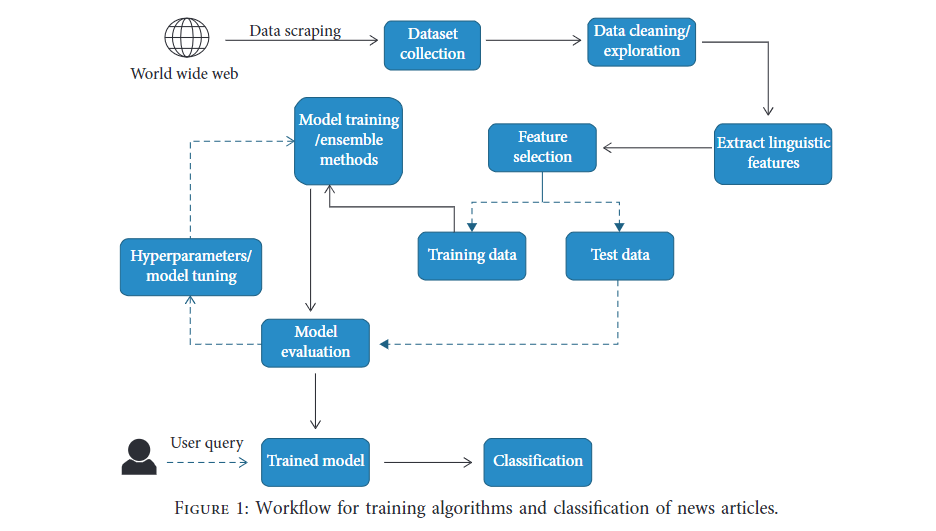 Data scraping
World wide web
Dataset
collection
Data cleaning/
exploration
Model training
/ensemble
methods
Feature
selection
Extract linguistic
features
Hyperparameters/
model tuning
Training data
Test data
Model
evaluation
User query
Trained model
Classification
Figure 1: Workflow for training algorithms and classification of news articles.